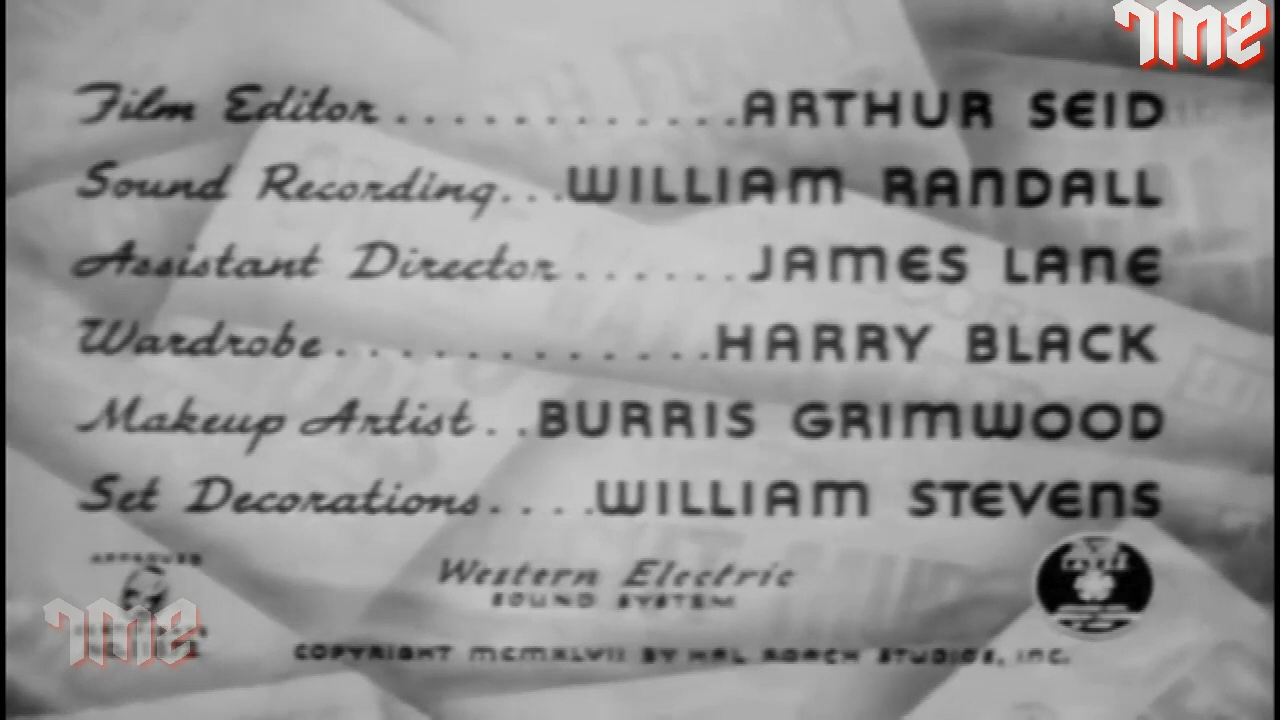 Film Editor............ARTHUR SEID
Sound Recording...WILLIAM RANDALL
Assistant Director......JAMES LANE
Wardrobe............HARRY BLACK
Makeup Artist..BURRIS GRIMWOOD
Set Decorations....WILLIAM STEVENS
APPROVED
Western Electric
SOUND SYSTEM
COPYRIGHT MCMXLVII BY HAL ROACH STUDIOS, INC.